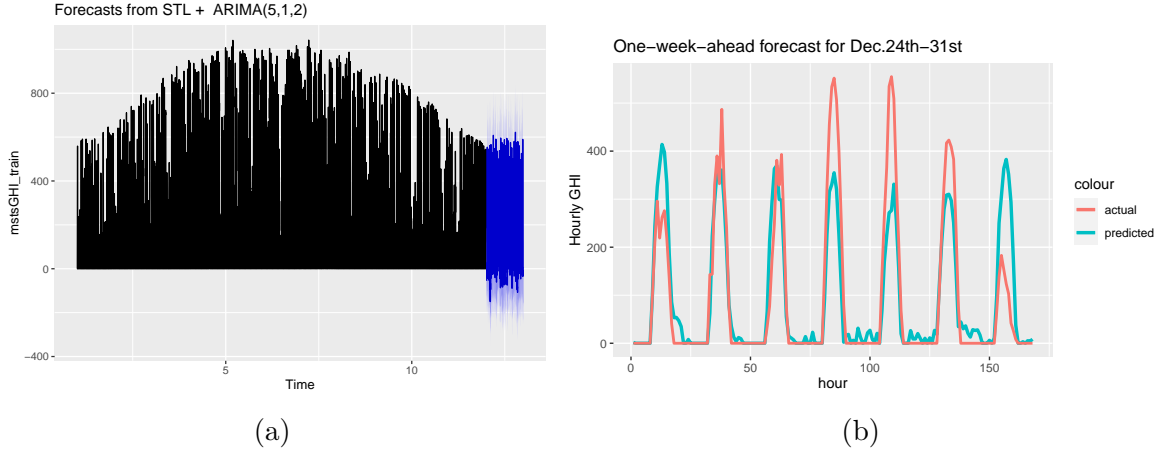 Forecasts from STL + ARIMA(5,1,2)
mstsGHI_train
800
400
0
−400
5
10
Time
(a)
One−week−ahead forecast for Dec.24th−31st
Hourly GHI
400
200
0
0
50
100
150
hour
colour
actual
predicted
(b)